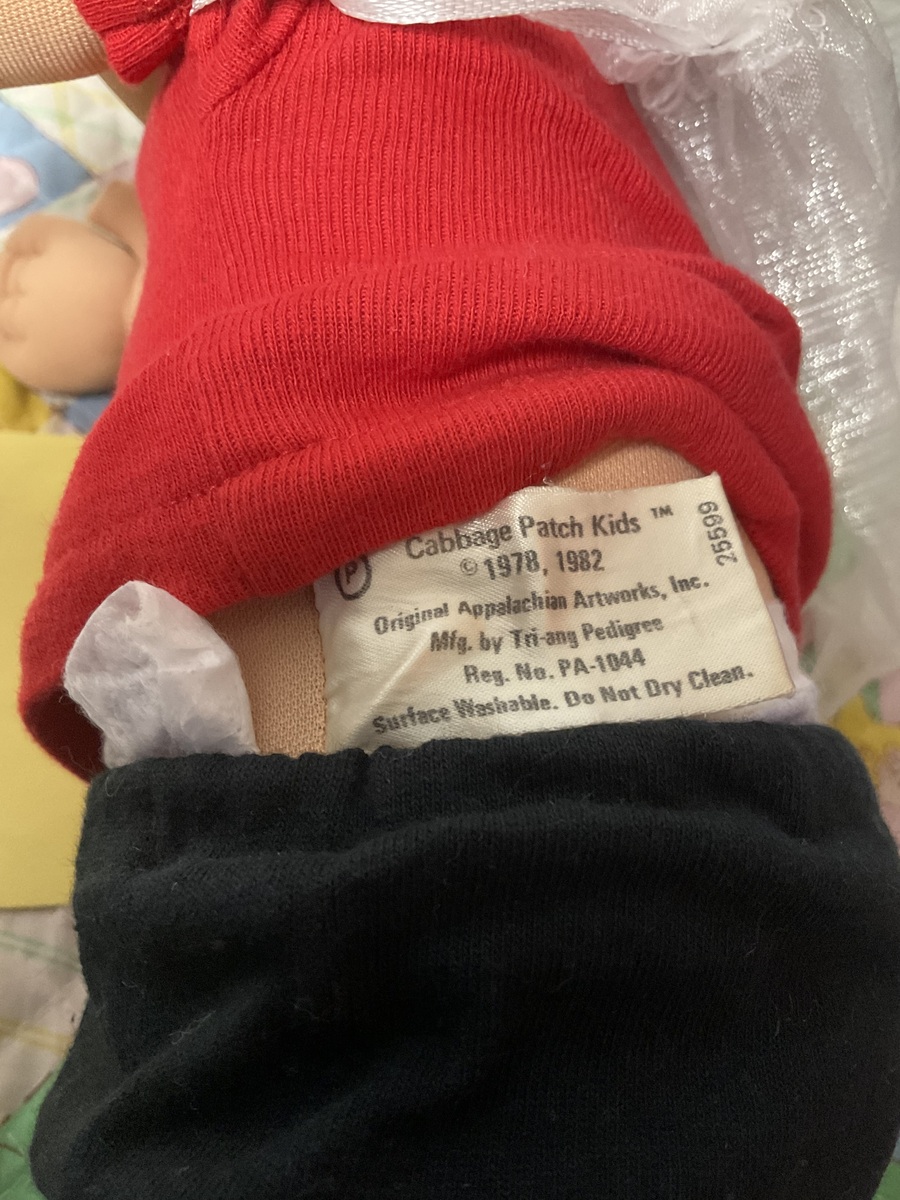 Cabbage Patch Kids ™
© 1978, 1982
Original Appalachian Artworks, Inc.
Mfg. by Tri-ang Pedigree
Reg. No. PA-1044
Surface Washable. Do Not Dry Clean.
P
25599